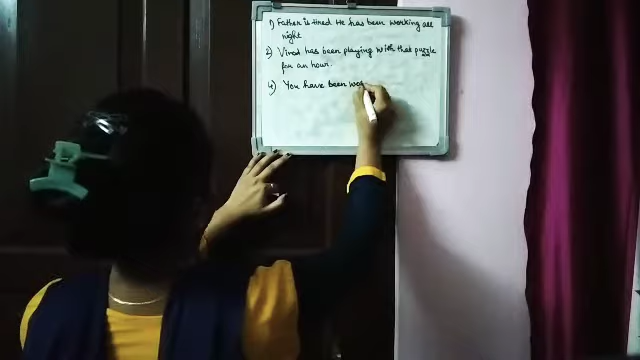 1) Father is tired He has been working all
night
2) Vinod has been playing with that puzzle
for an hour.
4) You have been wo